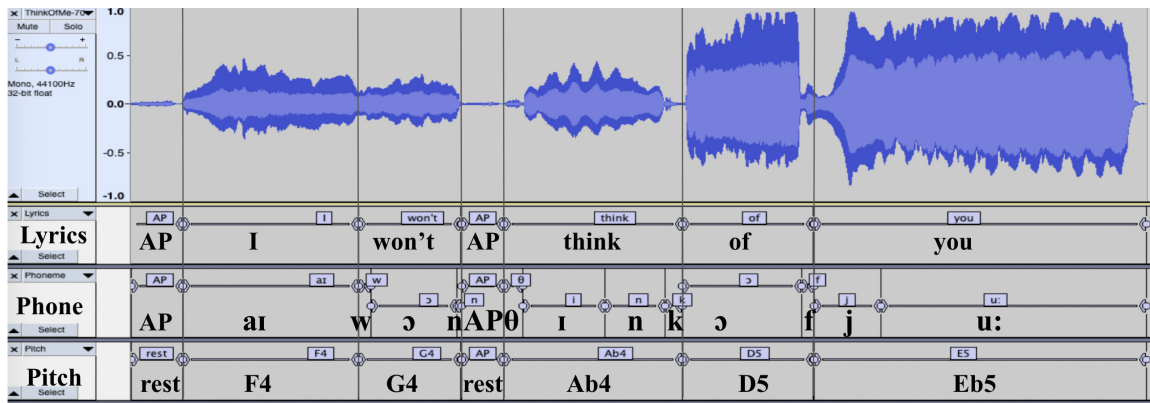 × ThinkOfMe-70 1.0
Mute Solo
- +
0.5
L R
Mono, 44100Hz 0.0
32-bit float
-0.5
Select -1.0
× Lyrics AP I won't AP think of you
Lyrics AP I won't AP think of you
Select
× Phoneme AP aɪ w ɔ n AP θ i n k ɔ f j u:
Phone AP aɪ w ɔ n AP θ ɪ n k ɔ f j u:
Select
× Pitch rest F4 G4 AP Ab4 D5 E5
Pitch rest F4 G4 rest Ab4 D5 Eb5
Select